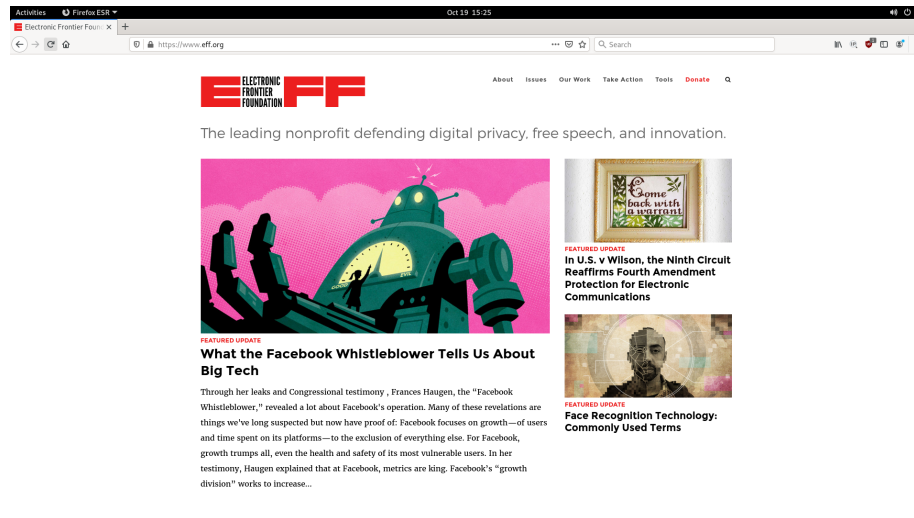 Activities Firefox ESR Oct 19 15:25
Electronic Frontier Foun
https://www.eff.org Search
ELECTRONIC
FRONTIER
FOUNDATION
EFF
About Issues Our Work Take Action Tools Donate
The leading nonprofit defending digital privacy, free speech, and innovation.
GOOD EVIL
FEATURED UPDATE
What the Facebook Whistleblower Tells Us About
Big Tech
Through her leaks and Congressional testimony , Frances Haugen, the “Facebook
Whistleblower,” revealed a lot about Facebook’s operation. Many of these revelations are
things we’ve long suspected but now have proof of: Facebook focuses on growth—of users
and time spent on its platforms—to the exclusion of everything else. For Facebook,
growth trumps all, even the health and safety of its most vulnerable users. In her
testimony, Haugen explained that at Facebook, metrics are king. Facebook’s “growth
division” works to increase...
Come
back with
a warrant
FEATURED UPDATE
In U.S. v Wilson, the Ninth Circuit
Reaffirms Fourth Amendment
Protection for Electronic
Communications
FEATURED UPDATE
Face Recognition Technology:
Commonly Used Terms